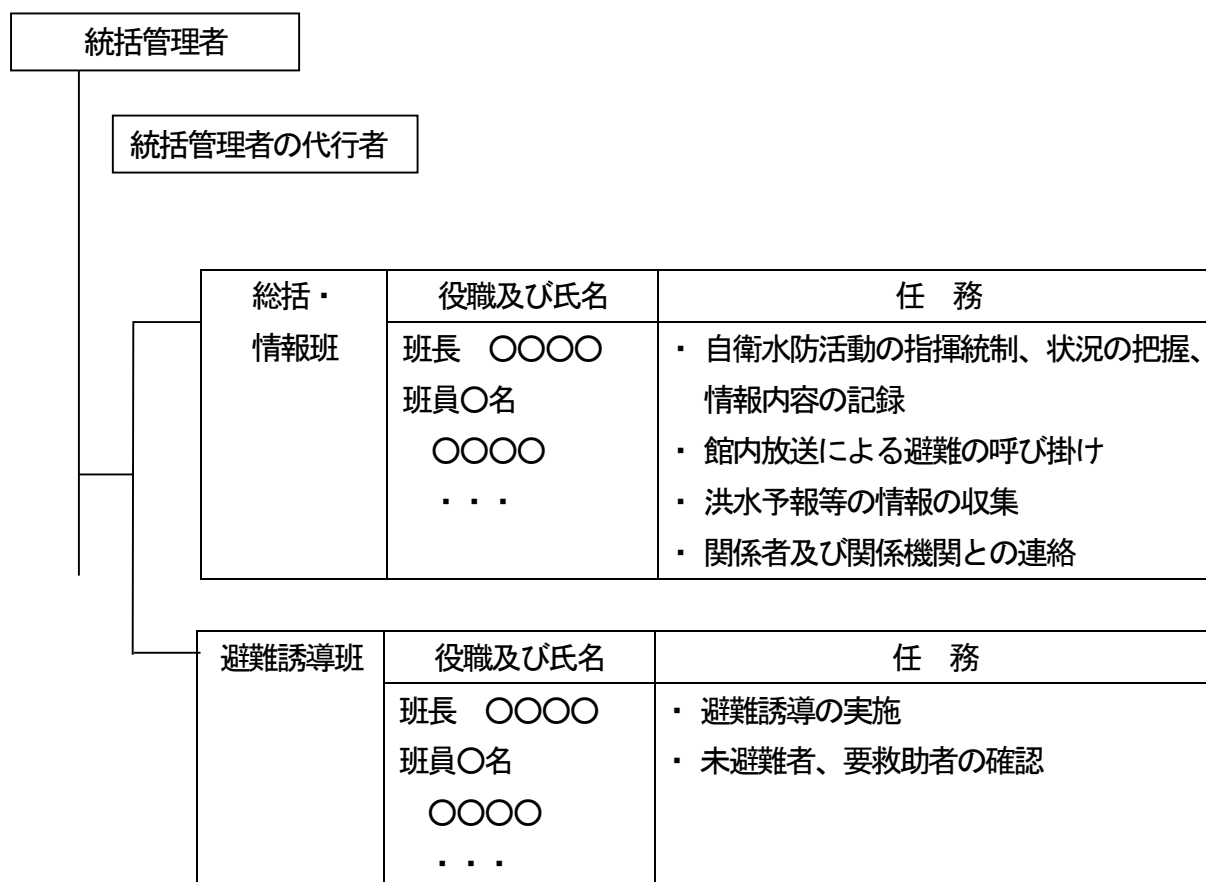 統括管理者
統括管理者の代行者
総括・
情報班
役職及び氏名
任　務
班長　〇〇〇〇
班員〇名
〇〇〇〇
・・・
・ 自衛水防活動の指揮統制、状況の把握、
情報内容の記録
・ 館内放送による避難の呼び掛け
・ 洪水予報等の情報の収集
・ 関係者及び関係機関との連絡
避難誘導班
役職及び氏名
任　務
班長　〇〇〇〇
班員〇名
〇〇〇〇
・・・
・ 避難誘導の実施
・ 未避難者、要救助者の確認